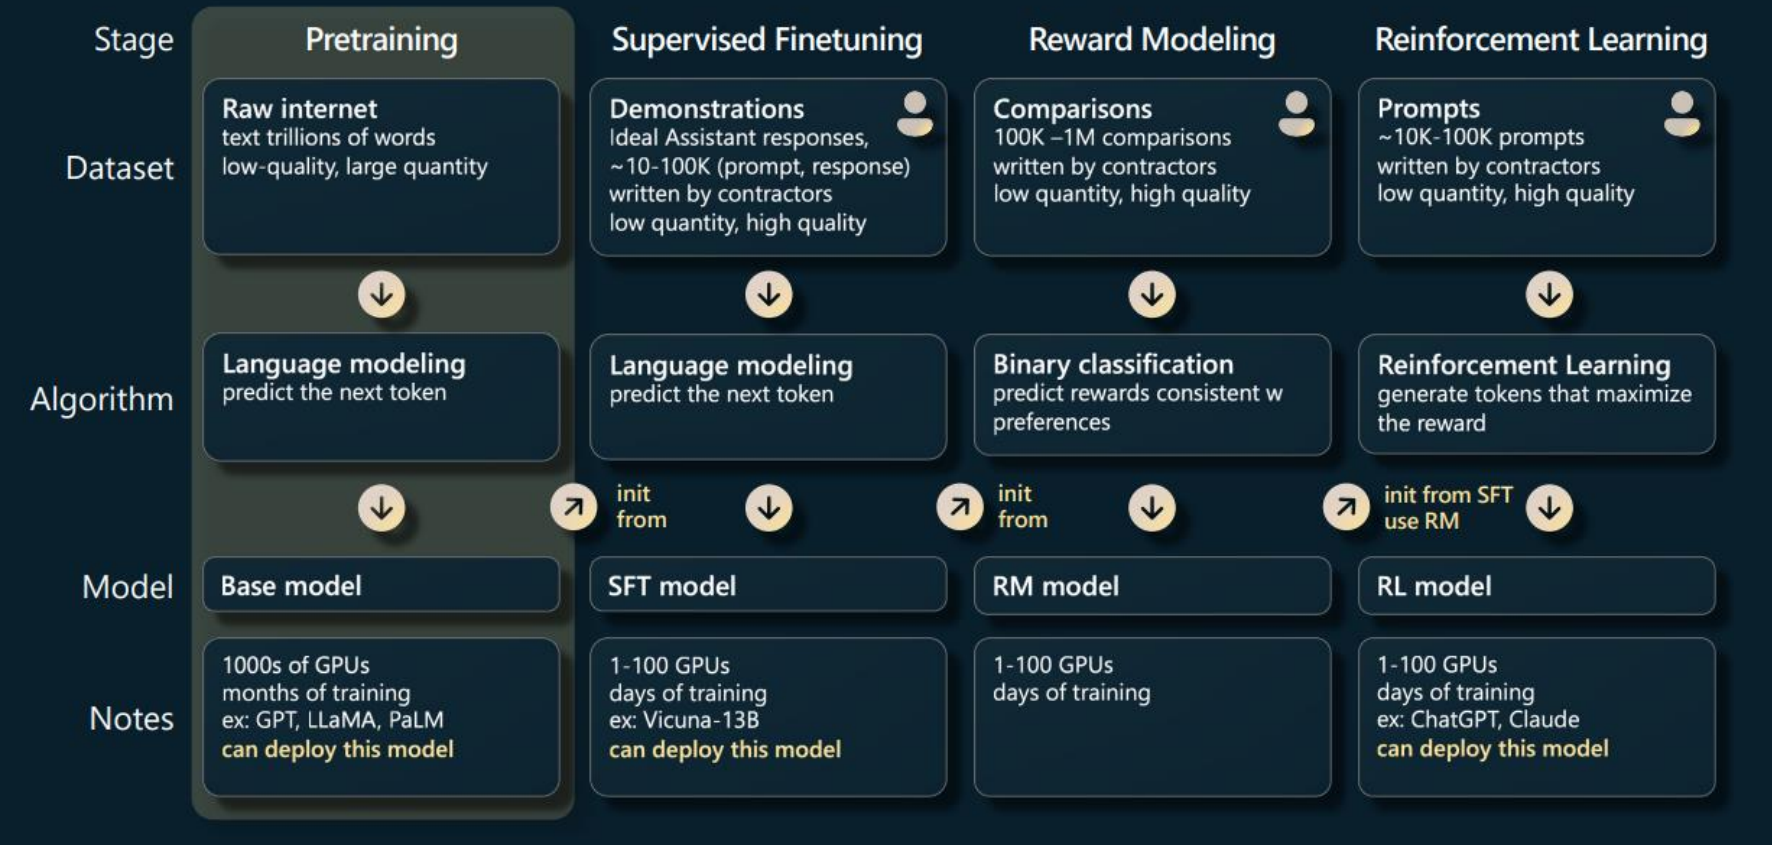 Stage
Pretraining
Supervised Finetuning
Reward Modeling
Reinforcement Learning
Dataset
Raw internet
text trillions of words
low-quality, large quantity
Demonstrations
Ideal Assistant responses,
~10-100K (prompt, response)
written by contractors
low quantity, high quality
Comparisons
100K –1M comparisons
written by contractors
low quantity, high quality
Prompts
~10K-100K prompts
written by contractors
low quantity, high quality
Algorithm
Language modeling
predict the next token
Language modeling
predict the next token
Binary classification
predict rewards consistent w
preferences
Reinforcement Learning
generate tokens that maximize
the reward
init
from
init
from
init from SFT
use RM
Model
Base model
SFT model
RM model
RL model
Notes
1000s of GPUs
months of training
ex: GPT, LLaMA, PaLM
can deploy this model
1-100 GPUs
days of training
ex: Vicuna-13B
can deploy this model
1-100 GPUs
days of training
1-100 GPUs
days of training
ex: ChatGPT, Claude
can deploy this model